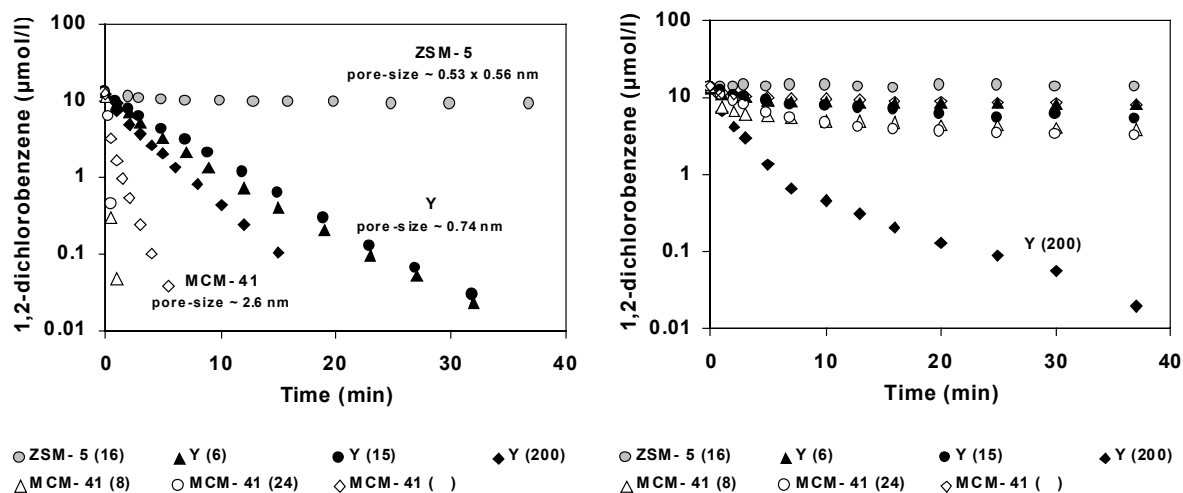 100
10
1
0.1
0.01
1,2-dichlorobenzene (μmol/l)
ZSM-5
pore-size ~ 0.53 x 0.56 nm
Y
pore-size ~ 0.74 nm
MCM-41
pore-size ~ 2.6 nm
0 10 20 30 40
Time (min)
ZSM-5 (16) Y (6) Y (15) Y (200)
MCM-41 (8) MCM-41 (24) MCM-41 ( )
100
10
1
0.1
0.01
1,2-dichlorobenzene (μmol/l)
Y (200)
0 10 20 30 40
Time (min)
ZSM-5 (16) Y (6) Y (15) Y (200)
MCM-41 (8) MCM-41 (24) MCM-41 ( )